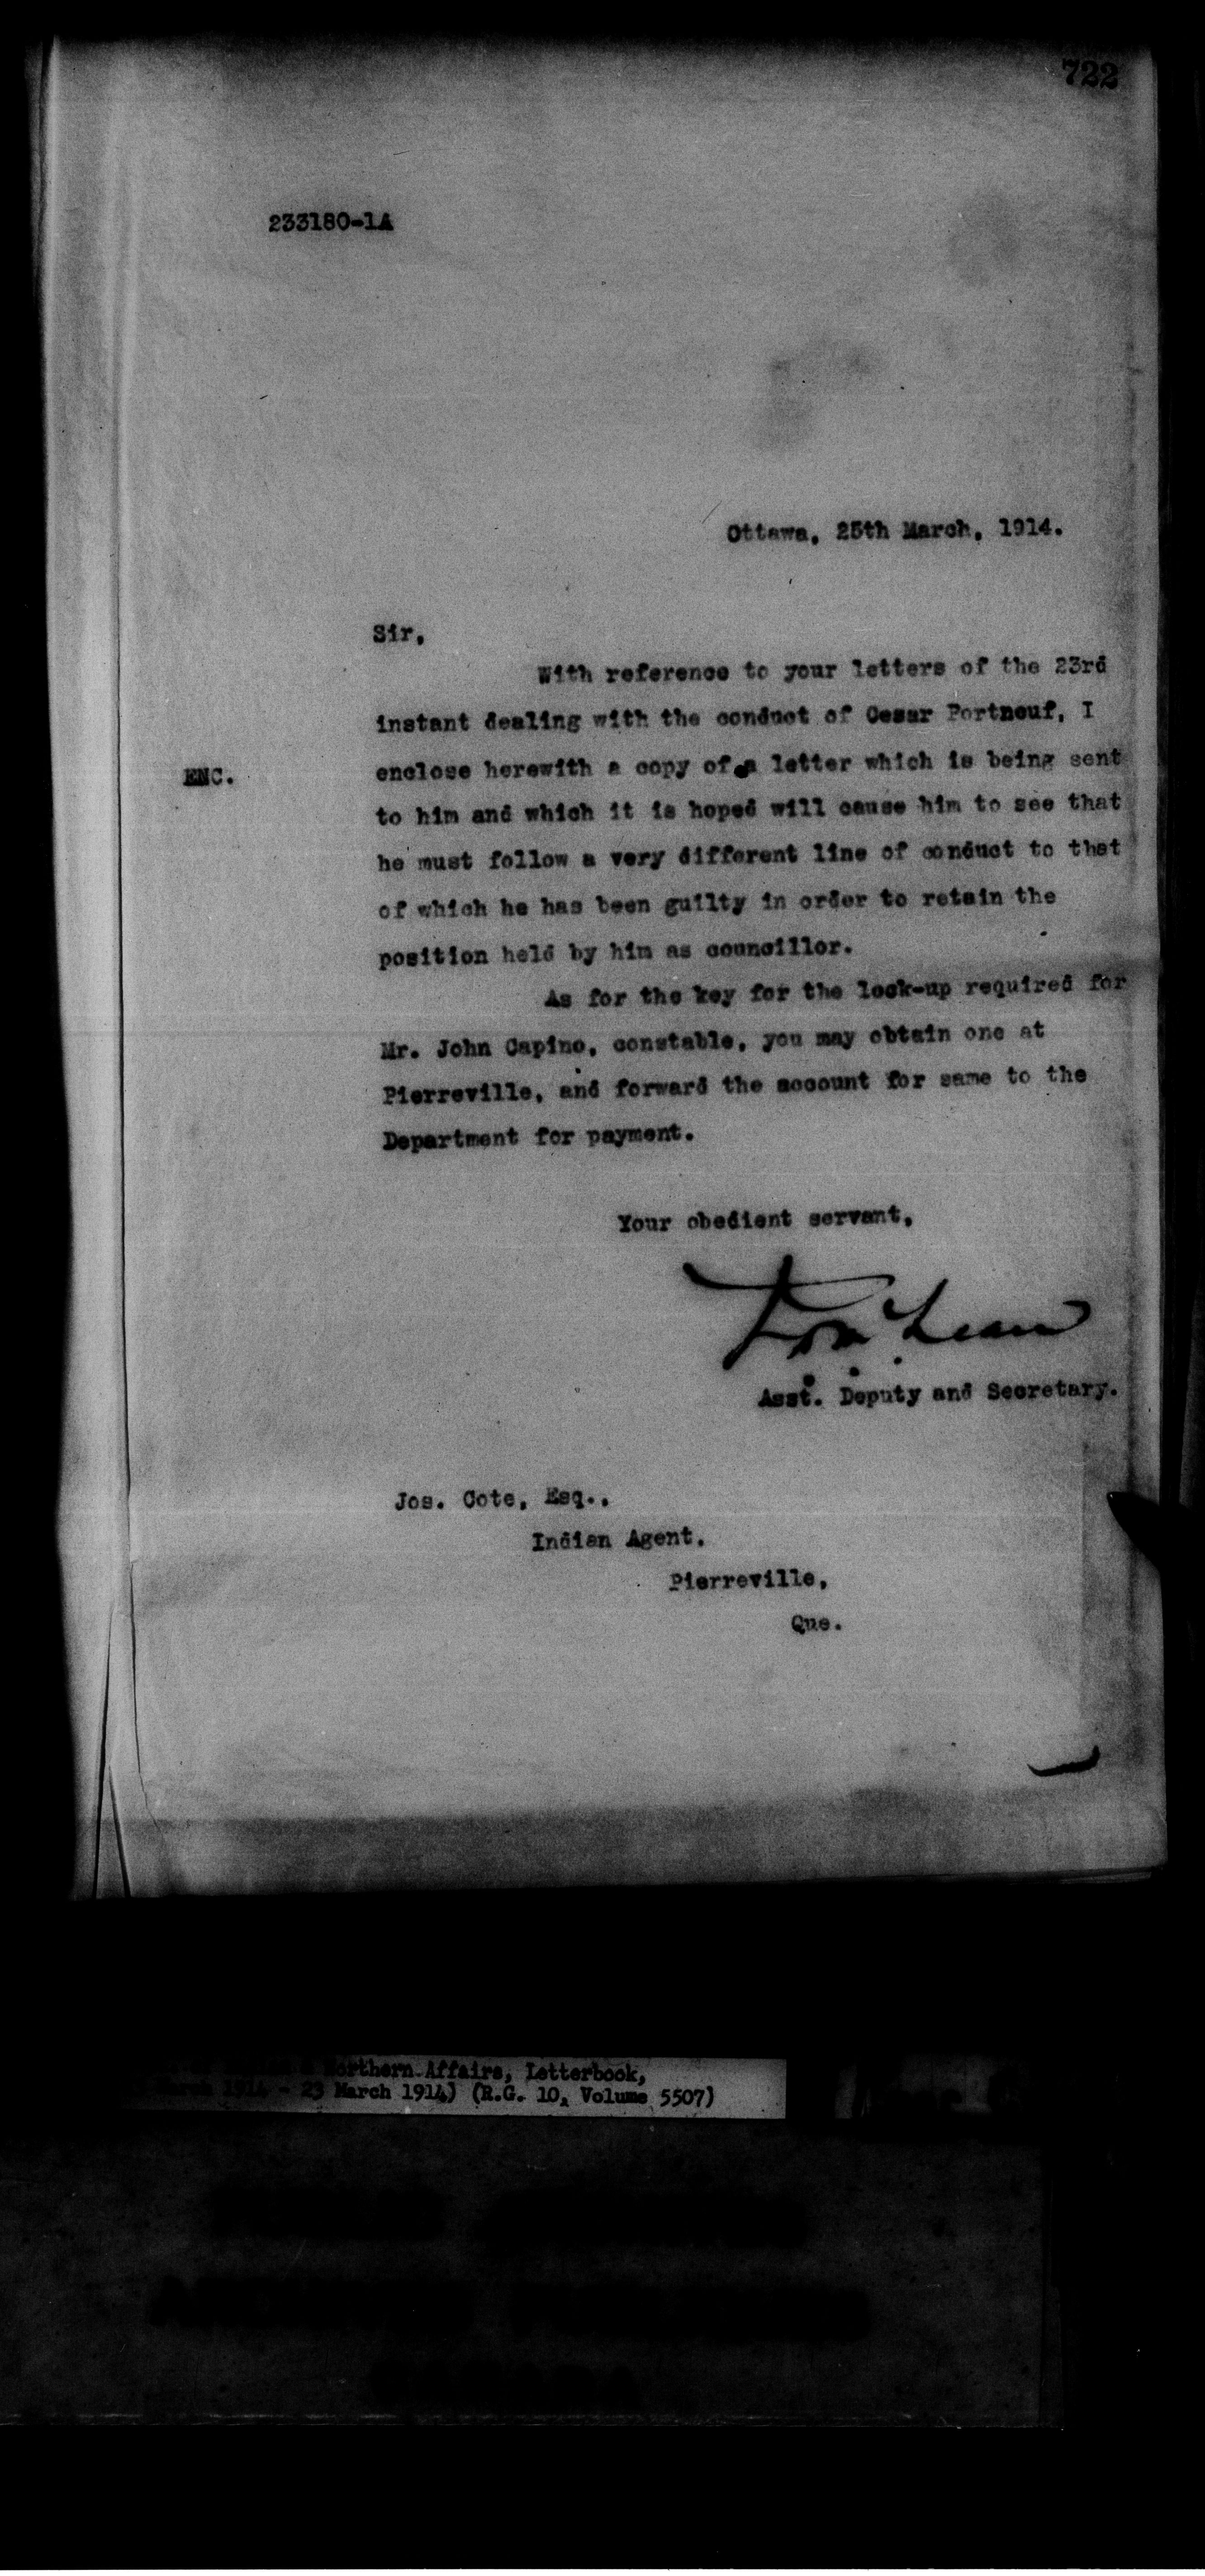 722
233180-1A
Ottawa, 25th March, 1914.
Sir,
With reference to your letters of the 23rd
instant dealing with the conduct of Cesar Portneuf, I
ENC.
enclose herewith a copy of a letter which is being sent
to him and which it is hoped will cause him to see that
he must follow a very different line of conduct to that
of which he has been guilty in order to retain the
position held by him as councillor.
As for the key for the lock-up required for
Mr. John Capino, constable, you may obtain one at
Pierreville, and forward the account for same to the
Department for payment.
Your obedient servant,
Asst. Deputy and Secretary.
Jos. Cote, Esq.,
Indian Agent,
Pierreville,
Que.
Northern Affairs, Letterbook,
March 1914 - 23 March 1914) (R.G. 10, Volume 5507)